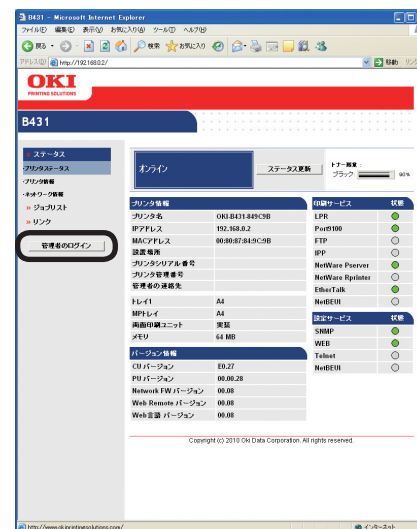 B431 - Microsoft Internet Explorer
ファイル(F) 編集(E) 表示(V) お気に入り(A) ツール(T) ヘルプ(H)
戻る 検索 お気に入り
アドレス(D) http://192.168.0.2/ 移動 リンク
OKI
PRINTING SOLUTIONS
B431
ステータス
プリンタステータス
プリンタ情報
ネットワーク情報
ジョブリスト
リンク
管理者のログイン
オンライン ステータス更新 トナー残量:
ブラック: 90%
プリンタ情報
プリンタ名 OKI-B431-849C9B
IPアドレス 192.168.0.2
MACアドレス 00:80:87:84:9C:9B
設置場所
プリンタシリアル番号
プリンタ管理番号
管理者の連絡先
トレイ1 A4
MPトレイ A4
両面印刷ユニット 実装
メモリ 64 MB
バージョン情報
CU バージョン E0.27
PU バージョン 00.00.28
Network FW バージョン 00.08
Web Remote バージョン 00.08
Web言語 バージョン 00.08
印刷サービス 状態
LPR
Port9100
FTP
IPP
NetWare Pserver
NetWare Rprinter
EtherTalk
NetBEUI
設定サービス 状態
SNMP
WEB
Telnet
NetBEUI
Copyright (c) 2010 Oki Data Corporation. All rights reserved.
http://www.okiprintingsolutions.com/ インターネット